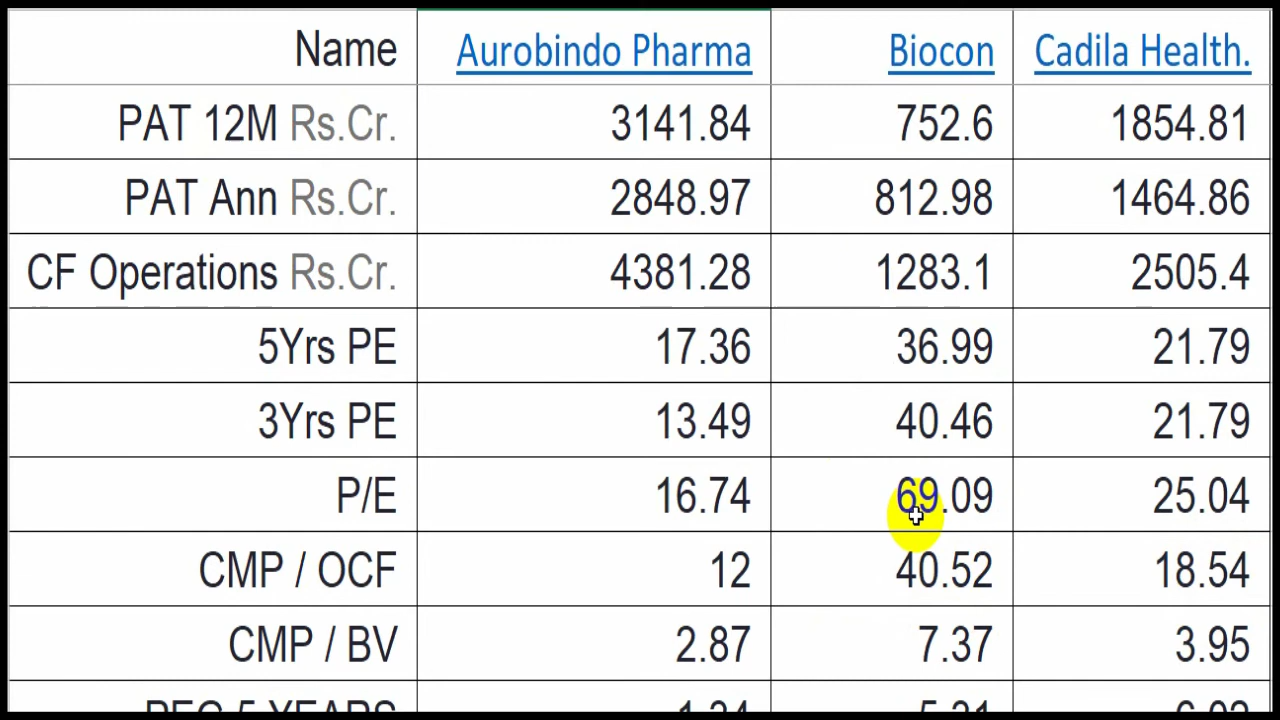 Name Aurobindo Pharma Biocon Cadila Health.
PAT 12M Rs.Cr. 3141.84 752.6 1854.81
PAT Ann Rs.Cr. 2848.97 812.98 1464.86
CF Operations Rs.Cr. 4381.28 1283.1 2505.4
5Yrs PE 17.36 36.99 21.79
3Yrs PE 13.49 40.46 21.79
P/E 16.74 69.09 25.04
CMP / OCF 12 40.52 18.54
CMP / BV 2.87 7.37 3.95
PEG 5 YEARS